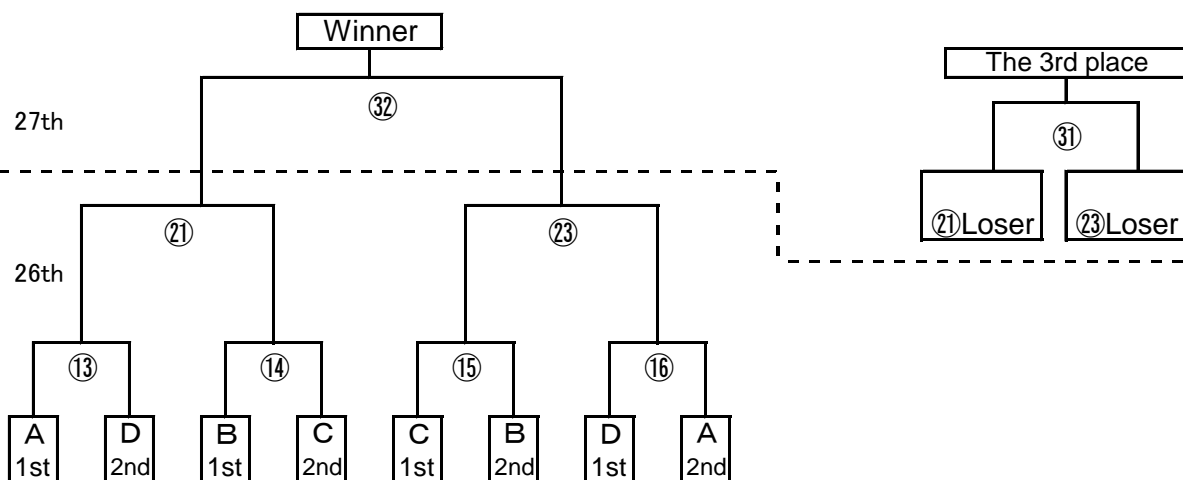 Winner
The 3rd place
㉜
27th
㉛
㉑
㉓
㉑Loser
㉓Loser
26th
⑬
⑭
⑮
⑯
A D B C C B D A
1st 2nd 1st 2nd 1st 2nd 1st 2nd